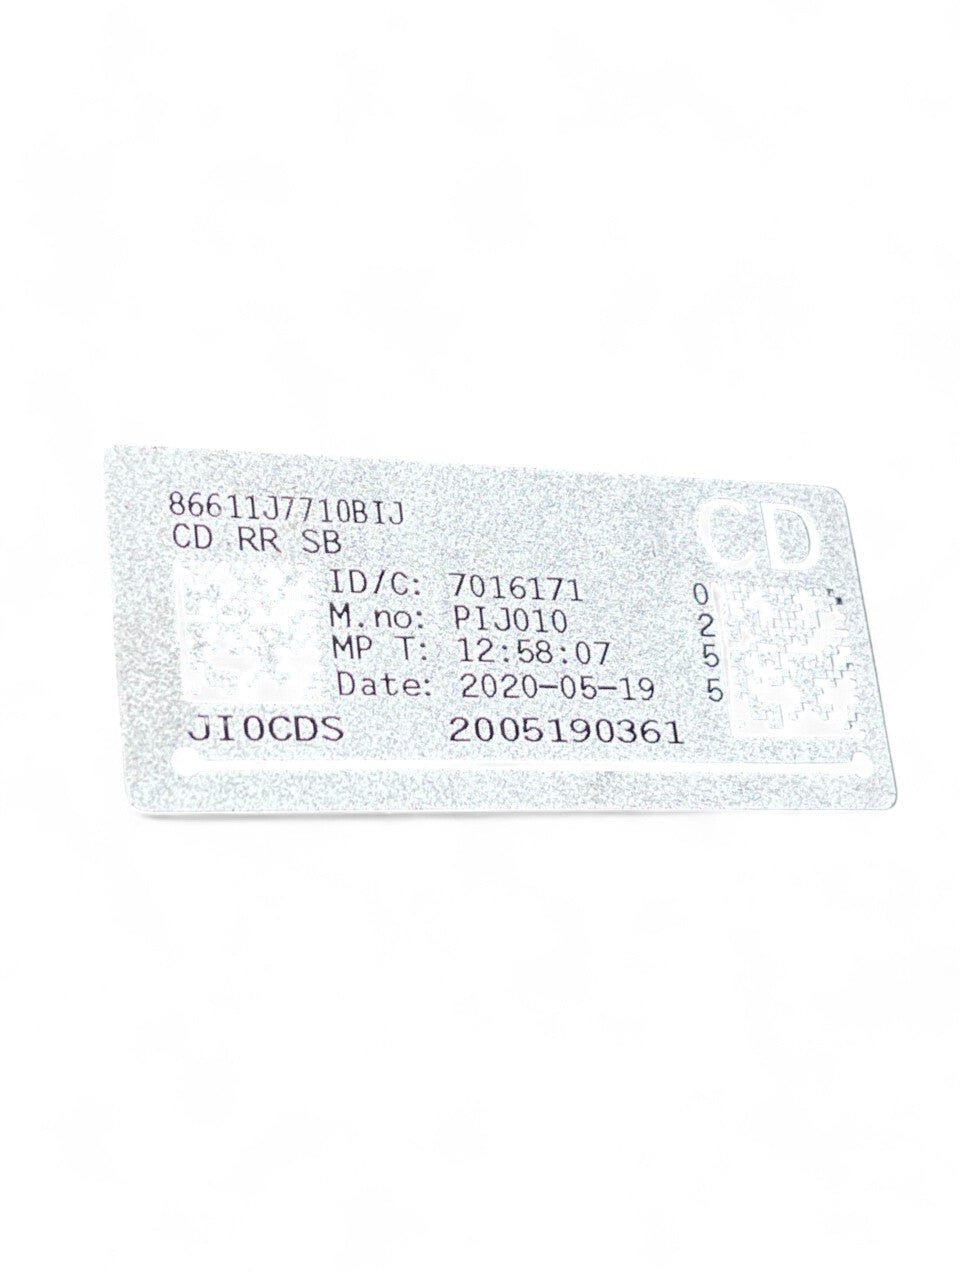 86611J7710BIJ
CD RR SB
CD
ID/C: 7016171
M.no: PIJ010
MP T: 12:58:07
Date: 2020-05-19
0
2
5
5
JI0CDS 2005190361